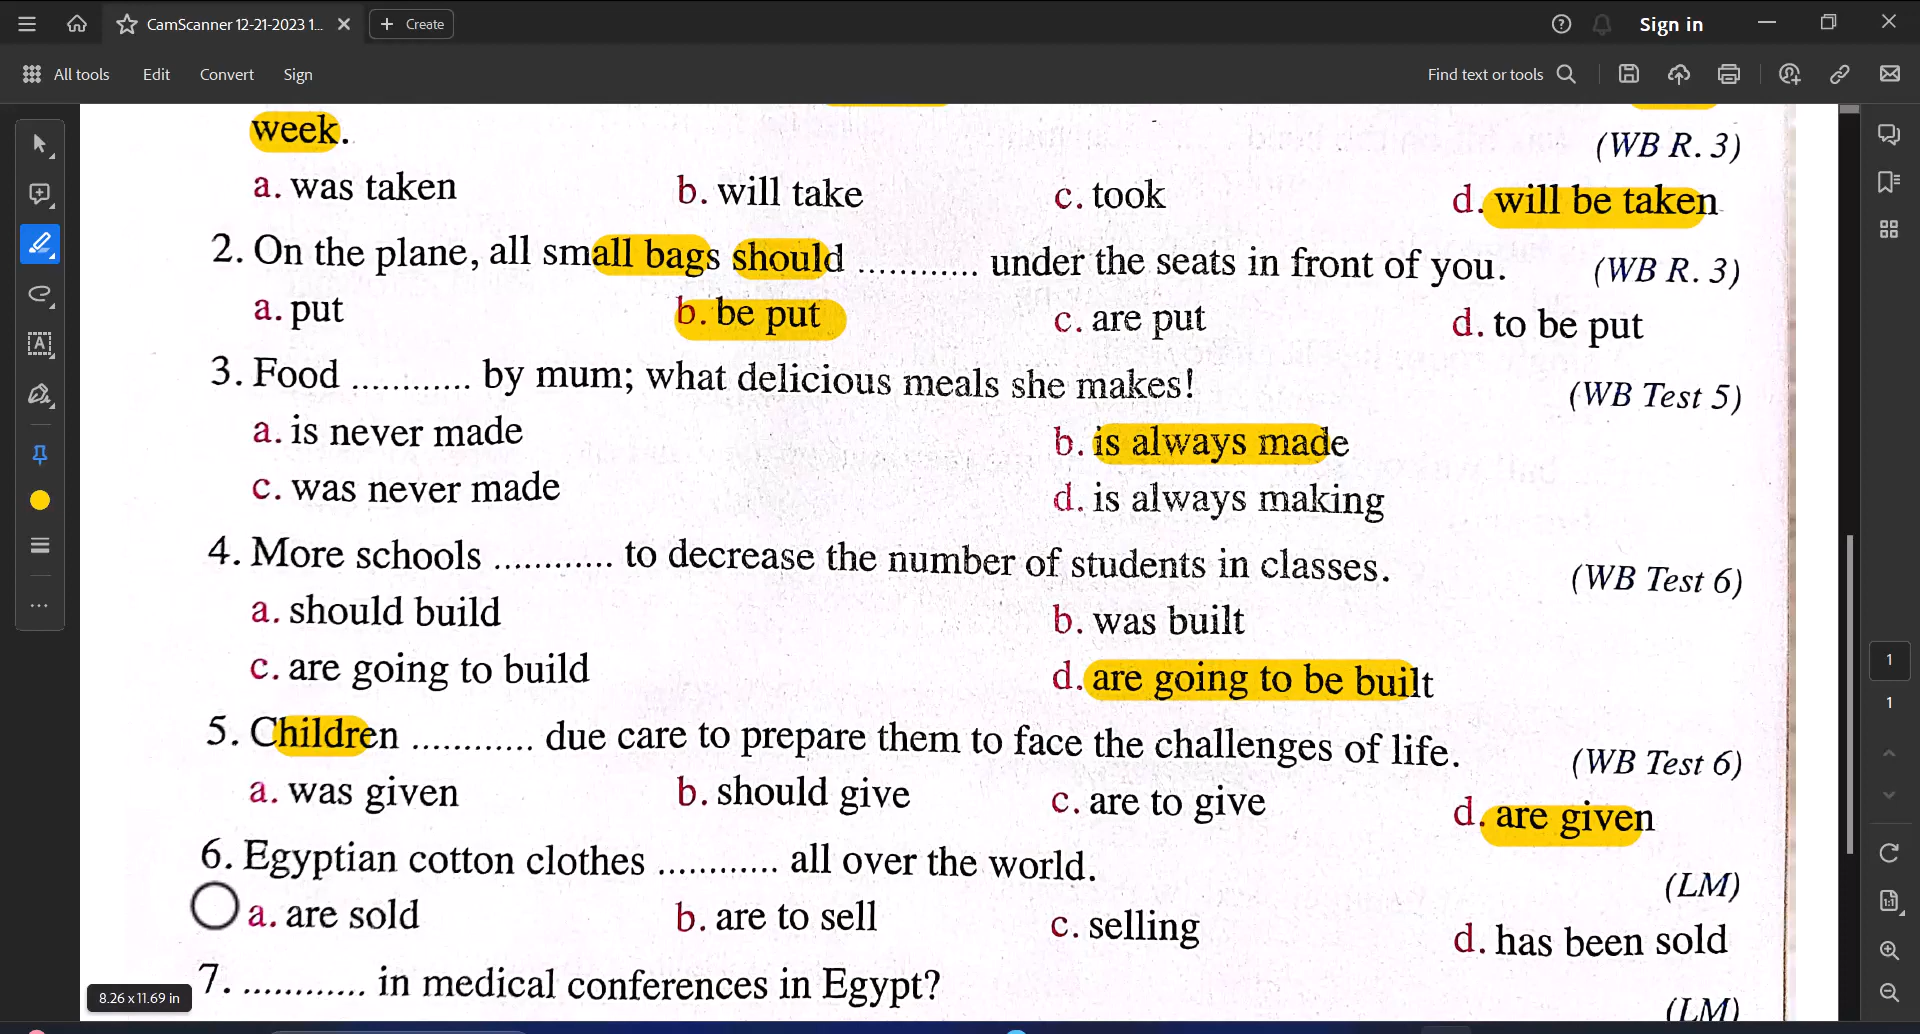 CamScanner 12-21-2023 1...
Create
Sign in
All tools
Edit
Convert
Sign
Find text or tools
week.
(WB R. 3)
a. was taken b. will take c. took d. will be taken
2. On the plane, all small bags should ............ under the seats in front of you. (WB R. 3)
a. put b. be put c. are put d. to be put
3. Food ............ by mum; what delicious meals she makes! (WB Test 5)
a. is never made b. is always made
c. was never made d. is always making
4. More schools ............ to decrease the number of students in classes. (WB Test 6)
a. should build b. was built
c. are going to build d. are going to be built
5. Children ............ due care to prepare them to face the challenges of life. (WB Test 6)
a. was given b. should give c. are to give d. are given
6. Egyptian cotton clothes ............ all over the world. (LM)
a. are sold b. are to sell c. selling d. has been sold
7. ............ in medical conferences in Egypt? (LM)
8.26 x 11.69 in
1
1